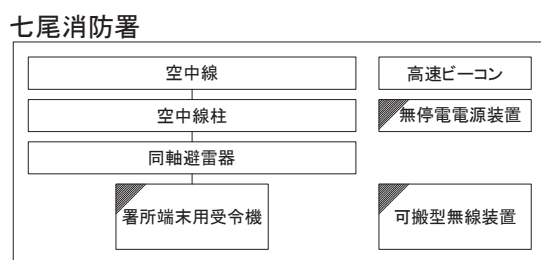 七尾消防署
空中線
高速ビーコン
空中線柱
無停電電源装置
同軸避雷器
署所端末用受令機
可搬型無線装置